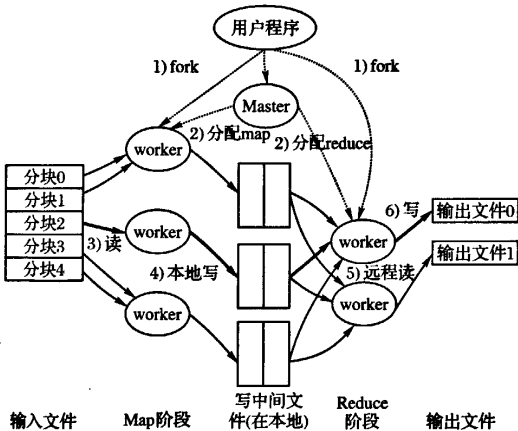 用户程序
1) fork
1) fork
Master
2) 分配map
2) 分配reduce
worker
分块0
分块1
分块2
分块3
分块4
3) 读
worker
4) 本地写
worker
worker
5) 远程读
worker
6) 写
输出文件0
输出文件1
输入文件
Map阶段
写中间文
件(在本地)
Reduce
阶段
输出文件